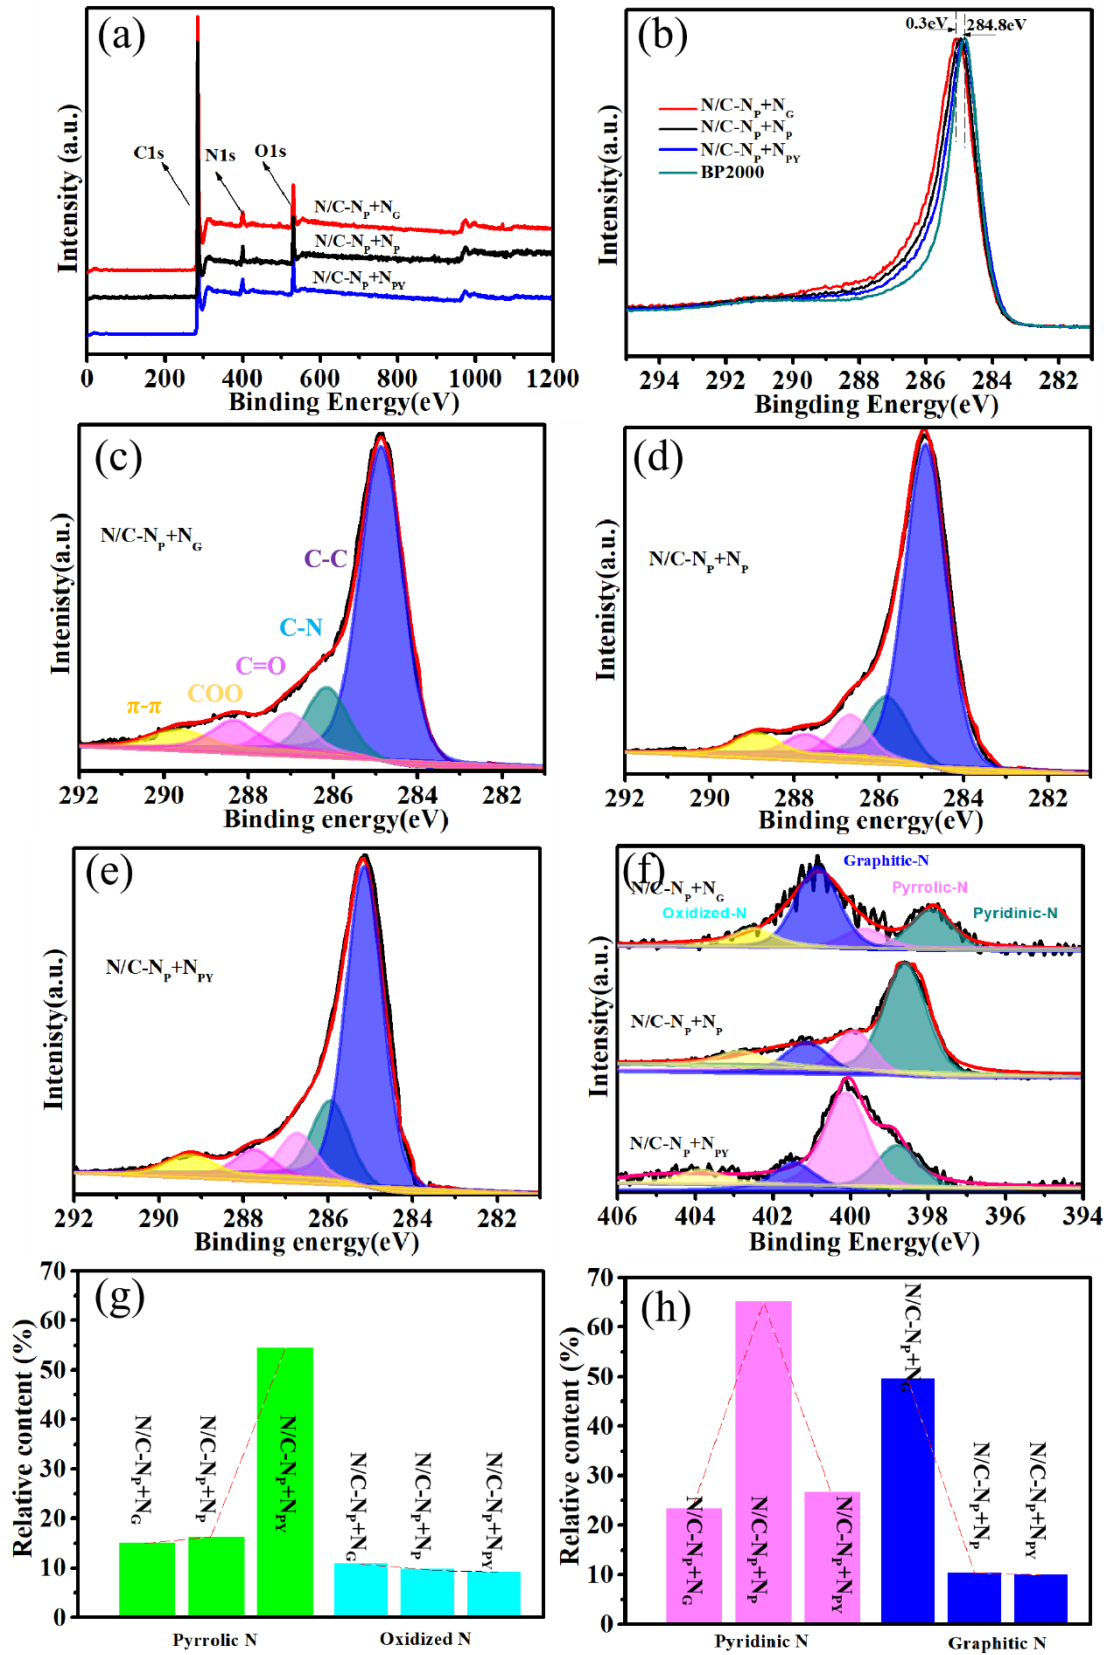 (a)
C1s
N1s
O1s
N/C-NP+NG
N/C-NP+NP
N/C-NP+NPY
Intensity (a.u.)
0 200 400 600 800 1000 1200
Binding Energy(eV)
(b)
0.3eV
284.8eV
N/C-NP+NG
N/C-NP+NP
N/C-NP+NPY
BP2000
Intensity(a.u.)
294 292 290 288 286 284 282
Bingding Energy(eV)
(c)
N/C-NP+NG
C-C
C-N
C=O
COO
π-π
Intenisty(a.u.)
292 290 288 286 284 282
Binding energy(eV)
(d)
N/C-NP+NP
Intenisty(a.u.)
292 290 288 286 284 282
Binding energy(eV)
(e)
N/C-NP+NPY
Intenisty(a.u.)
292 290 288 286 284 282
Binding energy(eV)
(f)
Graphitic-N
N/C-NP+NG
Pyrrolic-N
Oxidized-N
Pyridinic-N
N/C-NP+NP
N/C-NP+NPY
Intensity(a.u.)
406 404 402 400 398 396 394
Binding Energy(eV)
(g)
70
60
50
40
30
20
10
0
Relative content (%)
N/C-NP+NG
N/C-NP+NP
N/C-NP+NPY
N/C-NP+NG
N/C-NP+NP
N/C-NP+NPY
Pyrrolic N
Oxidized N
(h)
70
60
50
40
30
20
10
0
Relative content (%)
N/C-NP+NG
N/C-NP+NP
N/C-NP+NPY
N/C-NP+NG
N/C-NP+NP
N/C-NP+NPY
Pyridinic N
Graphitic N